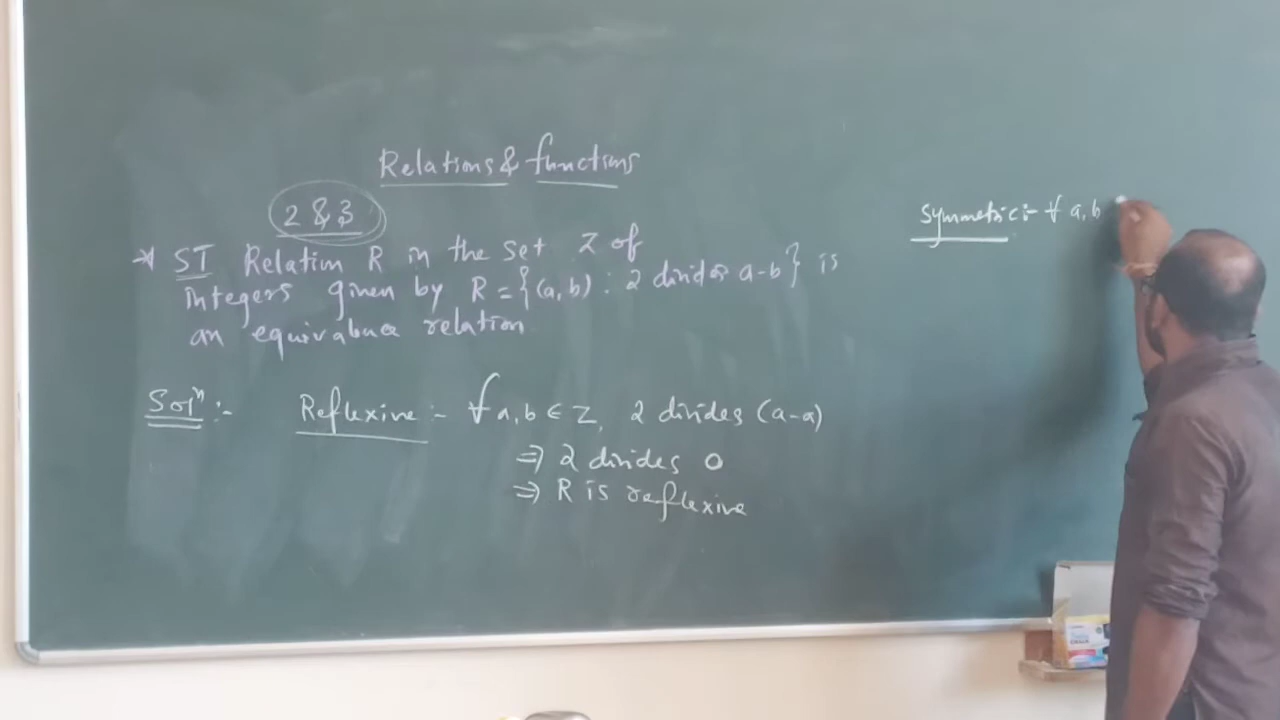 Relations & functions
2 & 3
* ST Relation R in the set Z of
integers given by R = {(a, b) : 2 divides a-b} is
an equivalence relation
Solⁿ :- Reflexive :- ∀ a, b ∈ Z, 2 divides (a-a)
⇒ 2 divides 0
⇒ R is reflexive
Symmetric :- ∀ a, b